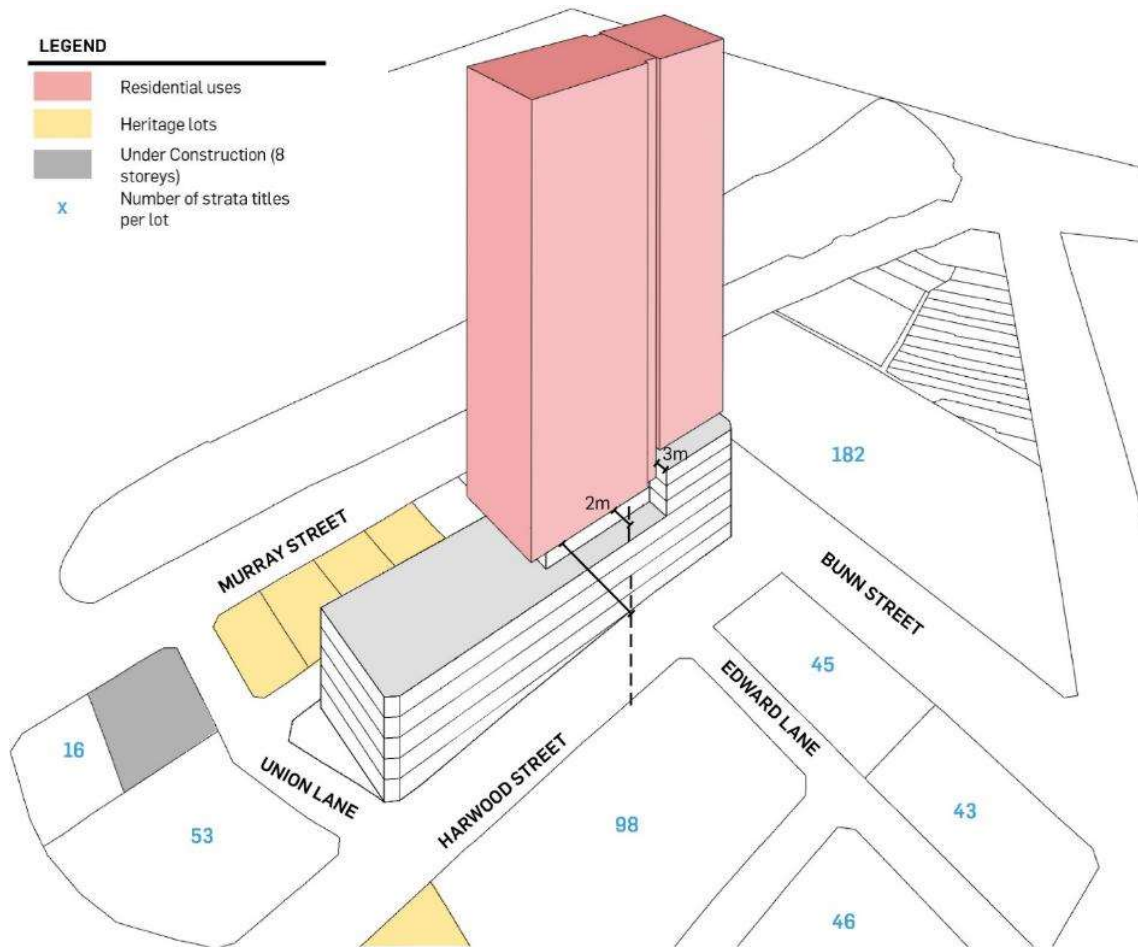 LEGEND
Residential uses
Heritage lots
Under Construction (8
storeys)
X
Number of strata titles
per lot
3m
182
2m
MURRAY STREET
BUNN STREET
45
EDWARD LANE
16
UNION LANE
HARWOOD STREET
53
98
43
46